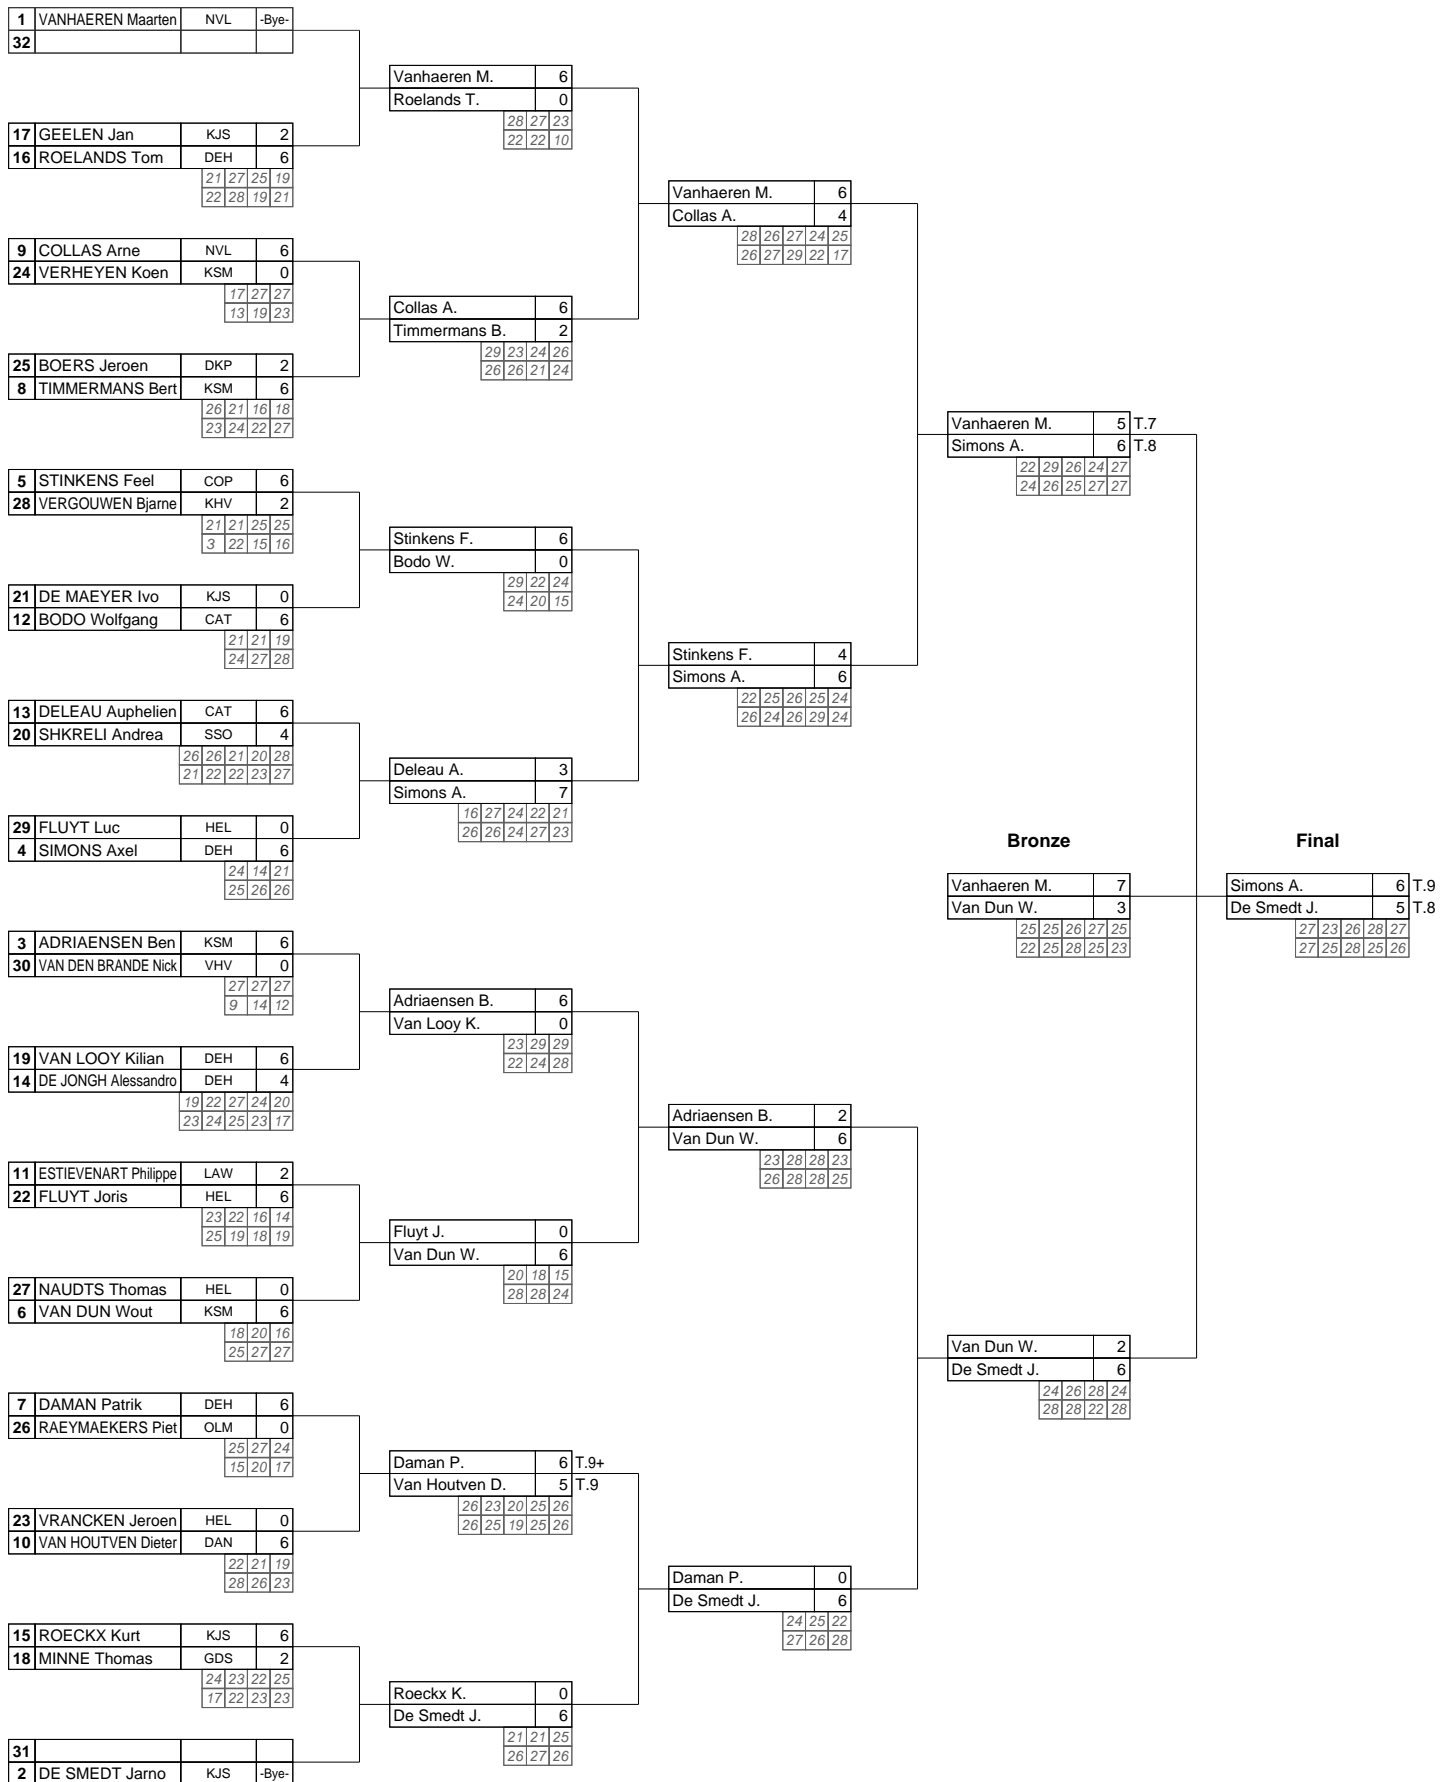 1 VANHAEREN Maarten NVL -Bye-
32
17 GEELEN Jan KJS 2
16 ROELANDS Tom DEH 6
21 27 25 19
22 28 19 21
9 COLLAS Arne NVL 6
24 VERHEYEN Koen KSM 0
17 27 27
13 19 23
25 BOERS Jeroen DKP 2
8 TIMMERMANS Bert KSM 6
26 21 16 18
23 24 22 27
5 STINKENS Feel COP 6
28 VERGOUWEN Bjarne KHV 2
21 21 25 25
3 22 15 16
21 DE MAEYER Ivo KJS 0
12 BODO Wolfgang CAT 6
21 21 19
24 27 28
13 DELEAU Auphelien CAT 6
20 SHKRELI Andrea SSO 4
26 26 21 20 28
21 22 22 23 27
29 FLUYT Luc HEL 0
4 SIMONS Axel DEH 6
24 14 21
25 26 26
3 ADRIAENSEN Ben KSM 6
30 VAN DEN BRANDE Nick VHV 0
27 27 27
9 14 12
19 VAN LOOY Kilian DEH 6
14 DE JONGH Alessandro DEH 4
19 22 27 24 20
23 24 25 23 17
11 ESTIEVENART Philippe LAW 2
22 FLUYT Joris HEL 6
23 22 16 14
25 19 18 19
27 NAUDTS Thomas HEL 0
6 VAN DUN Wout KSM 6
18 20 16
25 27 27
7 DAMAN Patrik DEH 6
26 RAEYMAEKERS Piet OLM 0
25 27 24
15 20 17
23 VRANCKEN Jeroen HEL 0
10 VAN HOUTVEN Dieter DAN 6
22 21 19
28 26 23
15 ROECKX Kurt KJS 6
18 MINNE Thomas GDS 2
24 23 22 25
17 22 23 23
31
2 DE SMEDT Jarno KJS -Bye-
Vanhaeren M. 6
Roelands T. 0
28 27 23
22 22 10
Collas A. 6
Timmermans B. 2
29 23 24 26
26 26 21 24
Stinkens F. 6
Bodo W. 0
29 22 24
24 20 15
Deleau A. 3
Simons A. 7
16 27 24 22 21
26 26 24 27 23
Adriaensen B. 6
Van Looy K. 0
23 29 29
22 24 28
Fluyt J. 0
Van Dun W. 6
20 18 15
28 28 24
Daman P. 6 T.9+
Van Houtven D. 5 T.9
26 23 20 25 26
26 25 19 25 26
Roeckx K. 0
De Smedt J. 6
21 21 25
26 27 26
Vanhaeren M. 6
Collas A. 4
28 26 27 24 25
26 27 29 22 17
Stinkens F. 4
Simons A. 6
22 25 26 25 24
26 24 26 29 24
Adriaensen B. 2
Van Dun W. 6
23 28 28 23
26 28 28 25
Daman P. 0
De Smedt J. 6
24 25 22
27 26 28
Vanhaeren M. 5 T.7
Simons A. 6 T.8
22 29 26 24 27
24 26 25 27 27
Van Dun W. 2
De Smedt J. 6
24 26 28 24
28 28 22 28
Bronze
Vanhaeren M. 7
Van Dun W. 3
25 25 26 27 25
22 25 28 25 23
Final
Simons A. 6 T.9
De Smedt J. 5 T.8
27 23 26 28 27
27 25 28 25 26